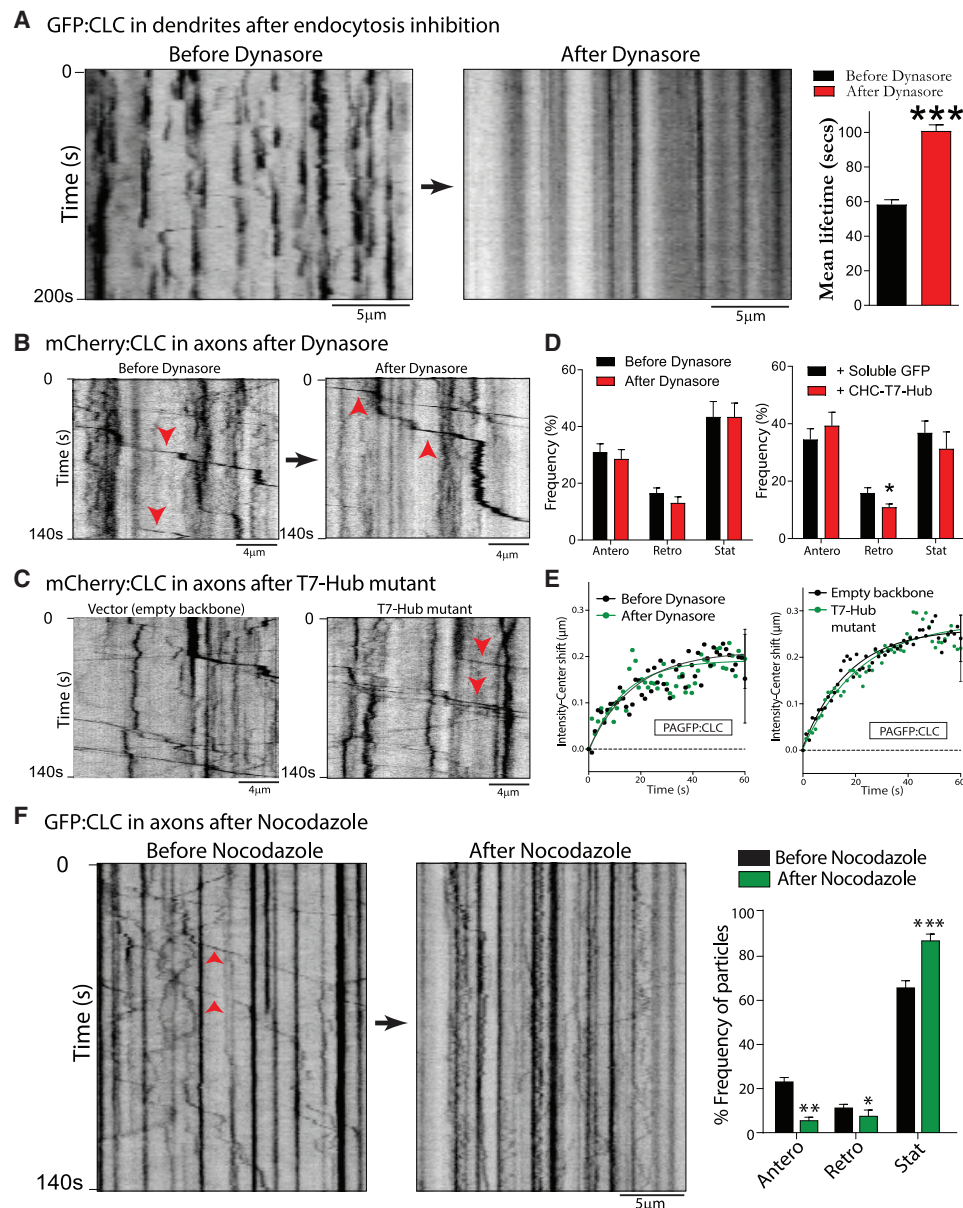 A GFP:CLC in dendrites after endocytosis inhibition
Before Dynasore
After Dynasore
0
Time (s)
200s
5μm
5μm
Before Dynasore
After Dynasore
***
Mean lifetime (secs)
100
80
60
40
20
0
B mCherry:CLC in axons after Dynasore
Before Dynasore
After Dynasore
0
Time (s)
140s
4μm
0
140s
4μm
C mCherry:CLC in axons after T7-Hub mutant
Vector (empty backbone)
T7-Hub mutant
0
Time (s)
140s
4μm
0
140s
4μm
D
Before Dynasore
After Dynasore
Frequency (%)
60
40
20
0
Antero Retro Stat
+ Soluble GFP
+ CHC-T7-Hub
Frequency (%)
60
40
20
0
*
Antero Retro Stat
E
Before Dynasore
After Dynasore
Intensity-Center shift (μm)
0.3
0.2
0.1
0.0
PAGFP:CLC
0 20 40 60
Time (s)
Empty backbone
T7-Hub
mutant
Intensity-Center shift (μm)
0.3
0.2
0.1
0.0
PAGFP:CLC
0 20 40 60
Time (s)
F GFP:CLC in axons after Nocodazole
Before Nocodazole
After Nocodazole
0
Time (s)
140s
5μm
Before Nocodazole
After Nocodazole
% Frequency of particles
100
80
60
40
20
0
**
*
***
Antero
Retro
Stat